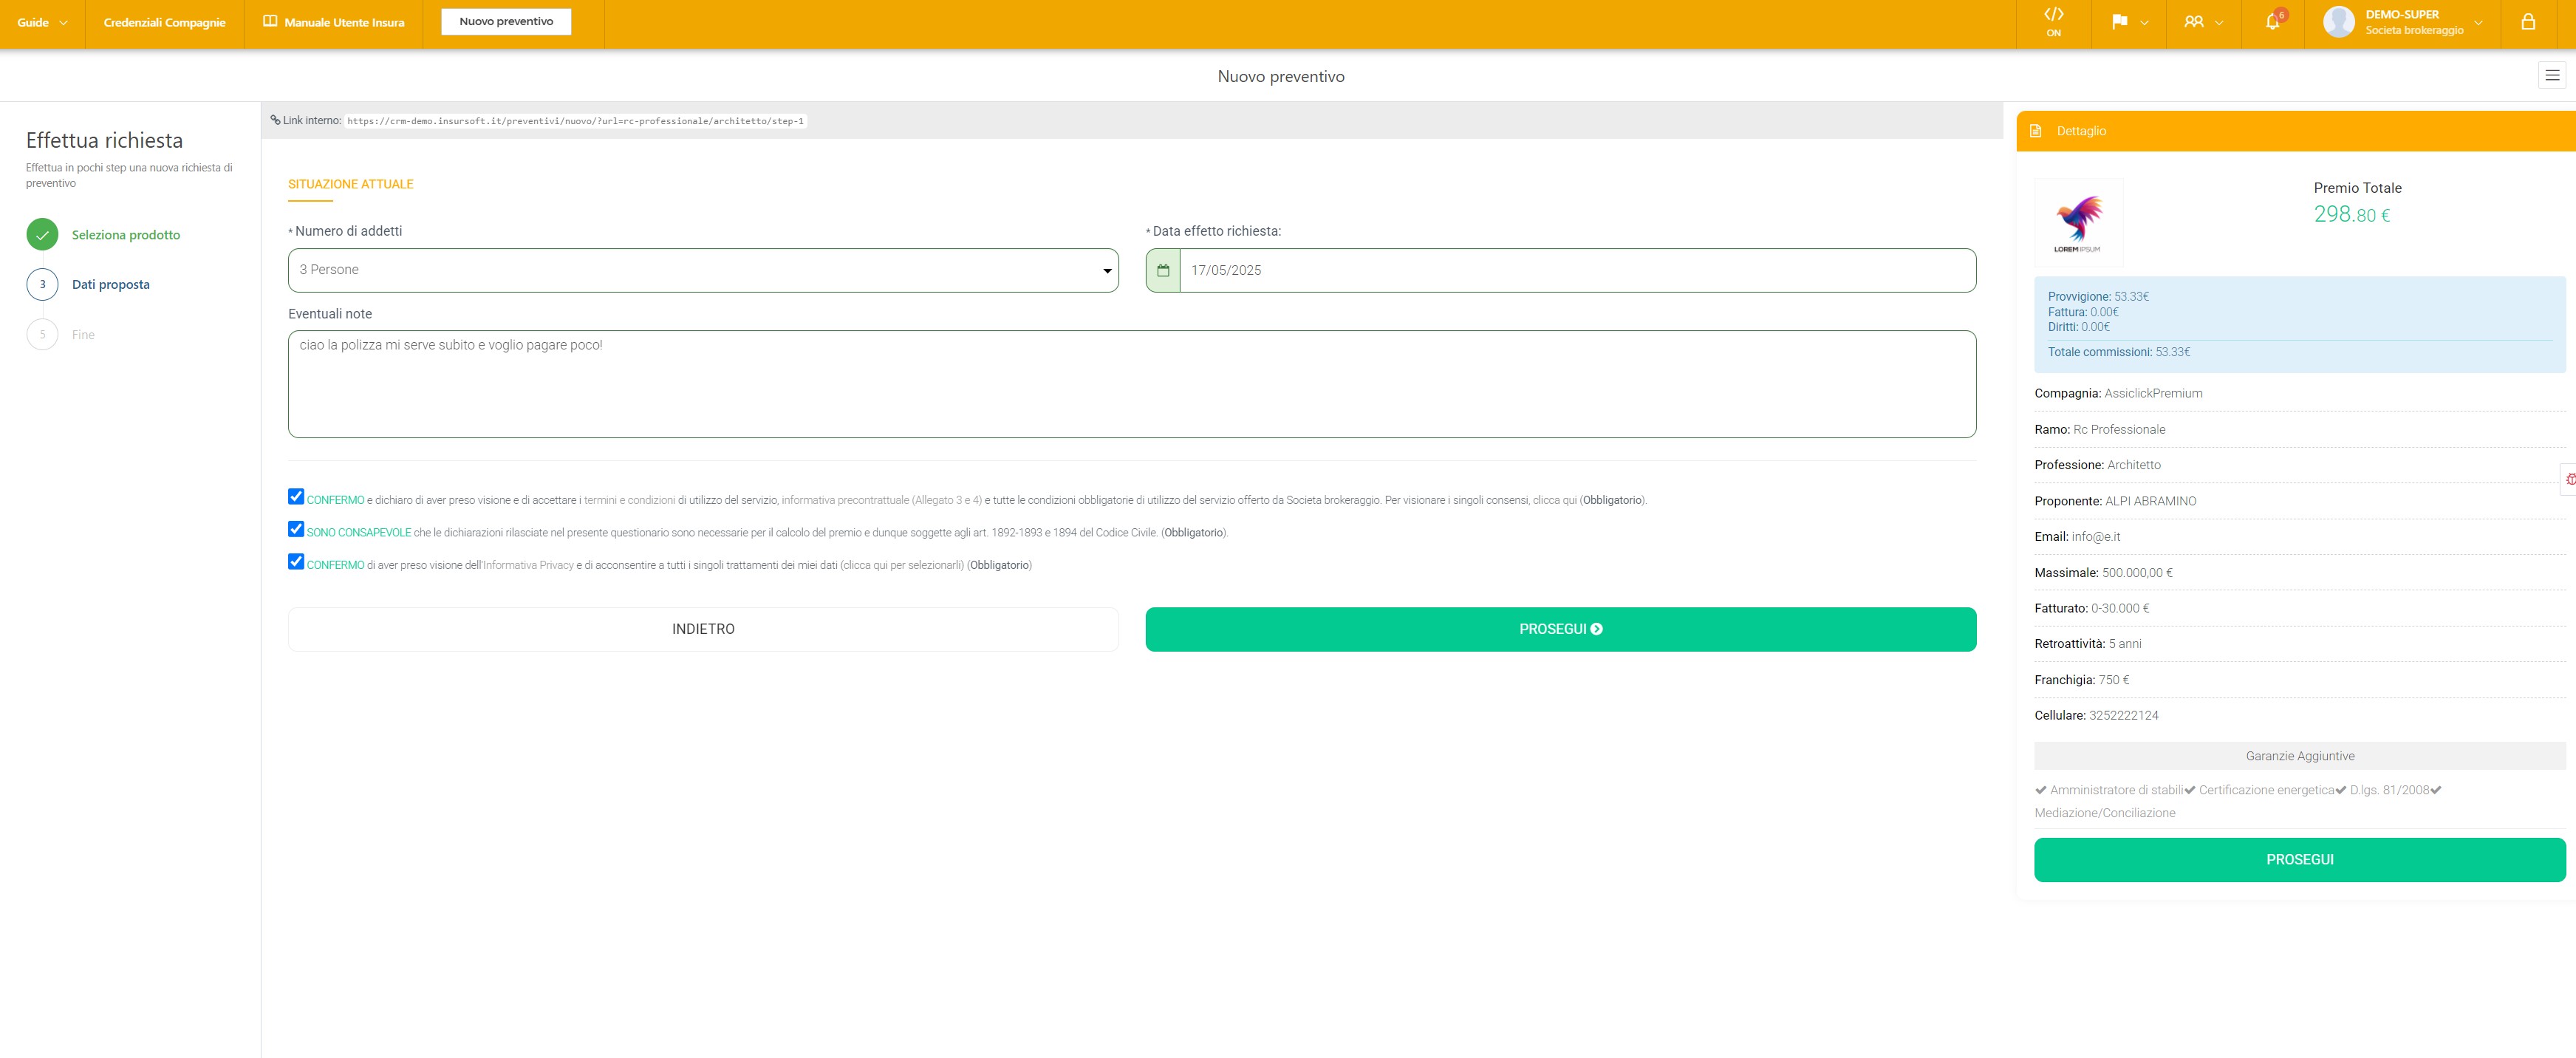 Guide
Credenziali Compagnie
Manuale Utente Insura
Nuovo preventivo
</> ON
6
DEMO-SUPER
Societa brokeraggio
Nuovo preventivo
Effettua richiesta
Effettua in pochi step una nuova richiesta di
preventivo
Seleziona prodotto
3 Dati proposta
5 Fine
Link interno: https://crm-demo.insursoft.it/preventivi/nuovo/?url=rc-professionale/architetto/step-1
SITUAZIONE ATTUALE
* Numero di addetti
3 Persone
* Data effetto richiesta:
17/05/2025
Eventuali note
ciao la polizza mi serve subito e voglio pagare poco!
CONFERMO e dichiaro di aver preso visione e di accettare i termini e condizioni di utilizzo del servizio, informativa precontrattuale (Allegato 3 e 4) e tutte le condizioni obbligatorie di utilizzo del servizio offerto da Societa brokeraggio. Per visionare i singoli consensi, clicca qui (Obbligatorio).
SONO CONSAPEVOLE che le dichiarazioni rilasciate nel presente questionario sono necessarie per il calcolo del premio e dunque soggette agli art. 1892-1893 e 1894 del Codice Civile. (Obbligatorio).
CONFERMO di aver preso visione dell'Informativa Privacy e di acconsentire a tutti i singoli trattamenti dei miei dati (clicca qui per selezionarli) (Obbligatorio)
INDIETRO
PROSEGUI
Dettaglio
LOREM IPSUM
Premio Totale
298.80 €
Provvigione: 53.33€
Fattura: 0.00€
Diritti: 0.00€
Totale commissioni: 53.33€
Compagnia: AssiclickPremium
Ramo: Rc Professionale
Professione: Architetto
Proponente: ALPI ABRAMINO
Email: info@e.it
Massimale: 500.000,00 €
Fatturato: 0-30.000 €
Retroattività: 5 anni
Franchigia: 750 €
Cellulare: 3252222124
Garanzie Aggiuntive
Amministratore di stabili Certificazione energetica D.lgs. 81/2008
Mediazione/Conciliazione
PROSEGUI